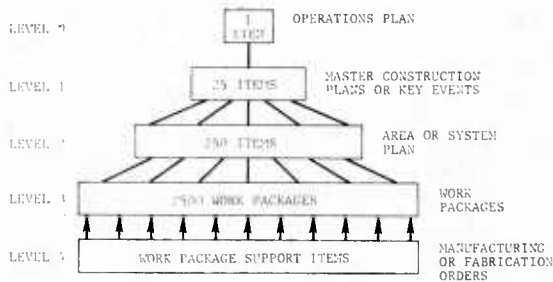 LEVEL 0
1
ITEM
OPERATIONS PLAN
LEVEL 1
25 ITEMS
MASTER CONSTRUCTION
PLANS OR KEY EVENTS
LEVEL 2
250 ITEMS
AREA OR SYSTEM
PLAN
LEVEL 3
2500 WORK PACKAGES
WORK
PACKAGES
LEVEL 4
WORK PACKAGE SUPPORT ITEMS
MANUFACTURING
OR FABRICATION
ORDERS